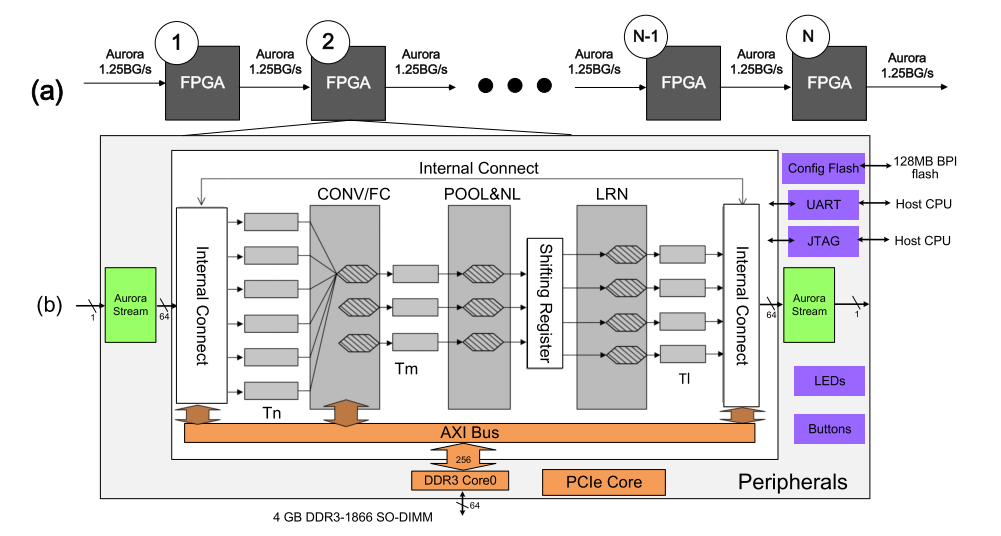 1
2
N-1
N
Aurora
1.25BG/s
Aurora
1.25BG/s
Aurora
1.25BG/s
Aurora
1.25BG/s
Aurora
1.25BG/s
Aurora
1.25BG/s
FPGA
FPGA
FPGA
FPGA
(a)
Internal Connect
CONV/FC
POOL&NL
LRN
Config Flash
128MB BPI
flash
UART
Host CPU
JTAG
Host CPU
(b)
1
Aurora
Stream
64
Internal Connect
Tn
Tm
Shifting Register
Tl
Internal Connect
64
Aurora
Stream
1
LEDs
Buttons
AXI Bus
256
DDR3 Core0
PCIe Core
Peripherals
64
4 GB DDR3-1866 SO-DIMM